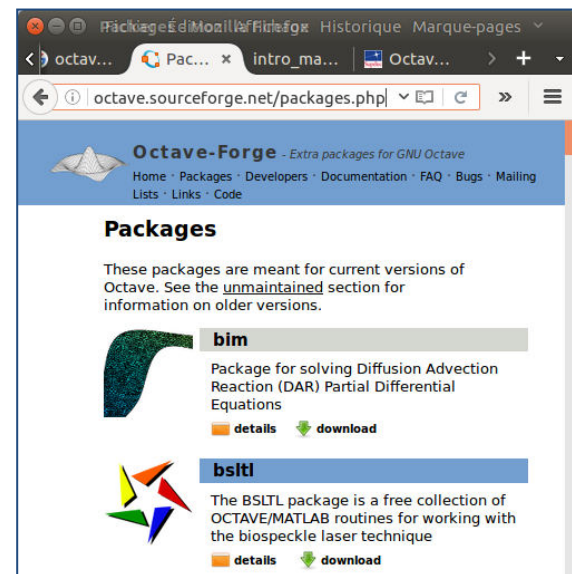 Historique Marque-pages
octav...
Pac...
intro_ma...
Octav...
octave.sourceforge.net/packages.php
Octave-Forge - Extra packages for GNU Octave
Home · Packages · Developers · Documentation · FAQ · Bugs · Mailing
Lists · Links · Code
Packages
These packages are meant for current versions of
Octave. See the unmaintained section for
information on older versions.
bim
Package for solving Diffusion Advection
Reaction (DAR) Partial Differential
Equations
details download
bsltl
The BSLTL package is a free collection of
OCTAVE/MATLAB routines for working with
the biospeckle laser technique
details download